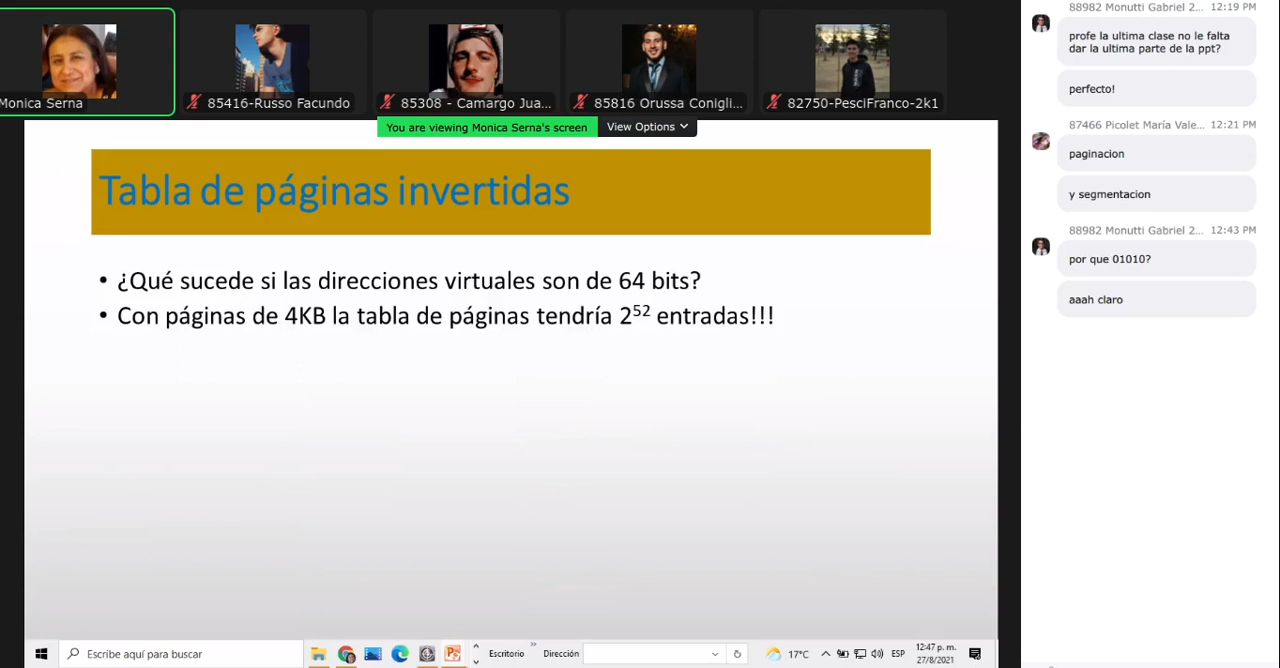 Monica Serna
85416-Russo Facundo
85308 - Camargo Jua...
85816 Orussa Conigli...
82750-PesciFranco-2k1
You are viewing Monica Serna's screen
View Options
Tabla de páginas invertidas
• ¿Qué sucede si las direcciones virtuales son de 64 bits?
• Con páginas de 4KB la tabla de páginas tendría 2⁵² entradas!!!
Escribe aquí para buscar
Escritorio
»
Dirección
17°C
ESP
12:47 p. m.
27/8/2021
88982 Monutti Gabriel 2... 12:19 PM
profe la ultima clase no le falta
dar la ultima parte de la ppt?
perfecto!
87466 Picolet María Vale... 12:21 PM
paginacion
y segmentacion
88982 Monutti Gabriel 2... 12:43 PM
por que 01010?
aaah claro